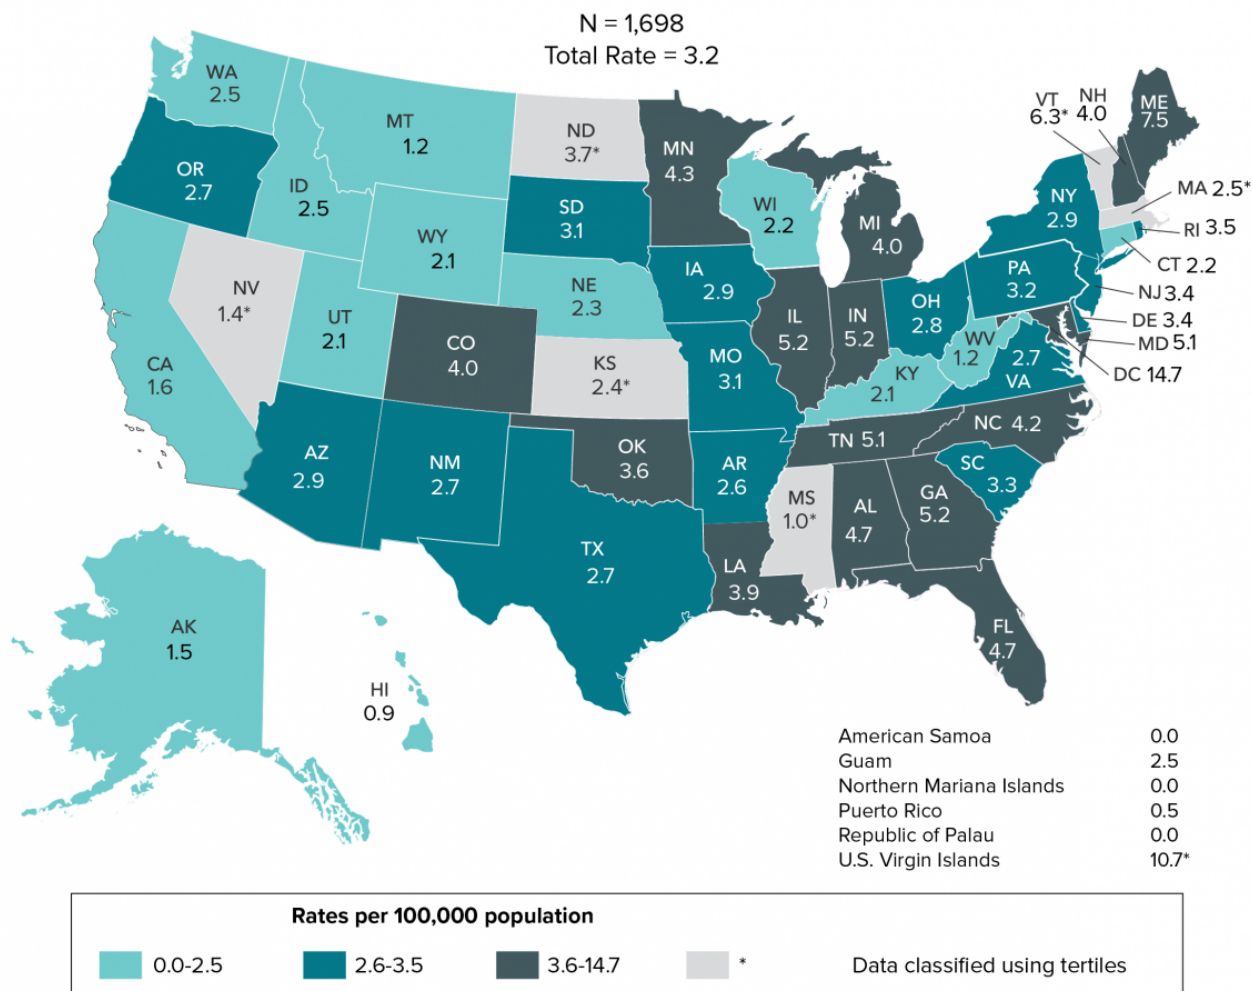 N = 1,698
Total Rate = 3.2
WA
2.5
OR
2.7
CA
1.6
NV
1.4*
ID
2.5
MT
1.2
WY
2.1
UT
2.1
AZ
2.9
CO
4.0
NM
2.7
ND
3.7*
SD
3.1
NE
2.3
KS
2.4*
OK
3.6
TX
2.7
MN
4.3
IA
2.9
MO
3.1
AR
2.6
LA
3.9
WI
2.2
IL
5.2
MI
4.0
IN
5.2
OH
2.8
KY
2.1
TN 5.1
MS
1.0*
AL
4.7
GA
5.2
FL
4.7
SC
3.3
NC 4.2
2.7
VA
WV
1.2
PA
3.2
NY
2.9
VT
6.3*
NH
4.0
ME
7.5
MA 2.5*
RI 3.5
CT 2.2
NJ 3.4
DE 3.4
MD 5.1
DC 14.7
AK
1.5
HI
0.9
American Samoa 0.0
Guam 2.5
Northern Mariana Islands 0.0
Puerto Rico 0.5
Republic of Palau 0.0
U.S. Virgin Islands 10.7*
Rates per 100,000 population
0.0-2.5 2.6-3.5 3.6-14.7 * Data classified using tertiles